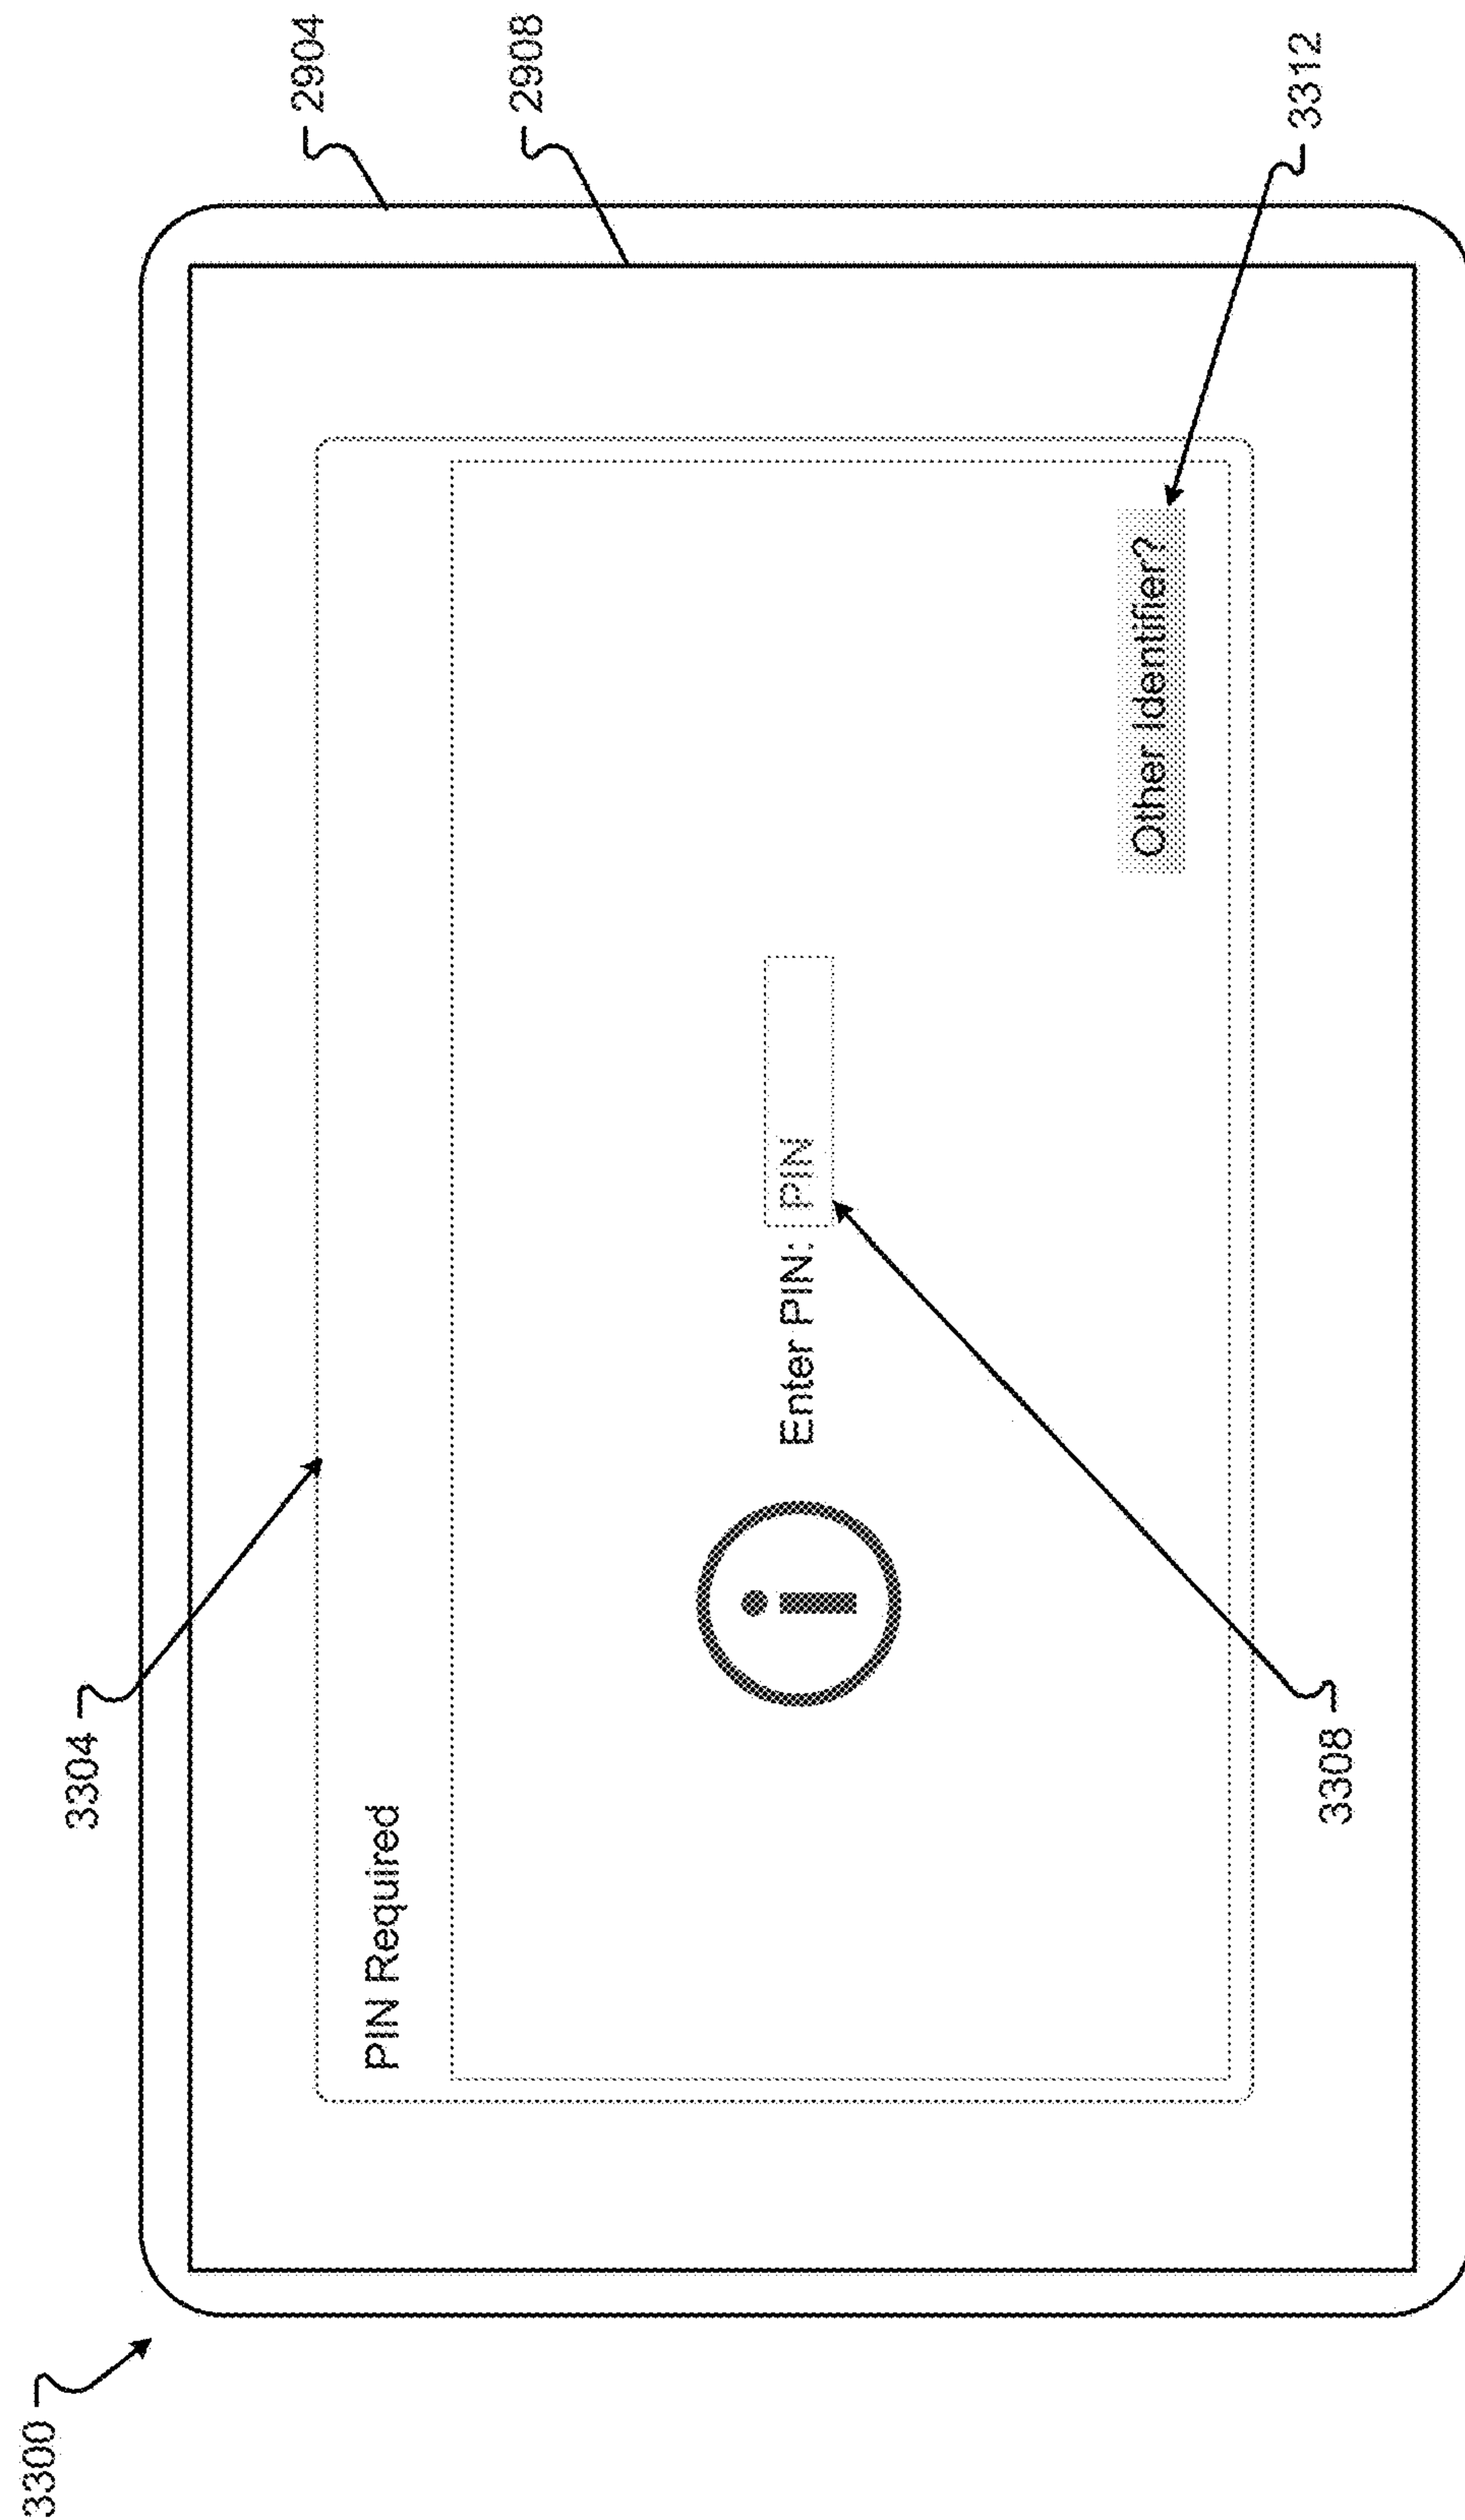 3300
3304
2904
2908
PIN Required
Enter PIN: PIN
Other Identifier?
3308
3312